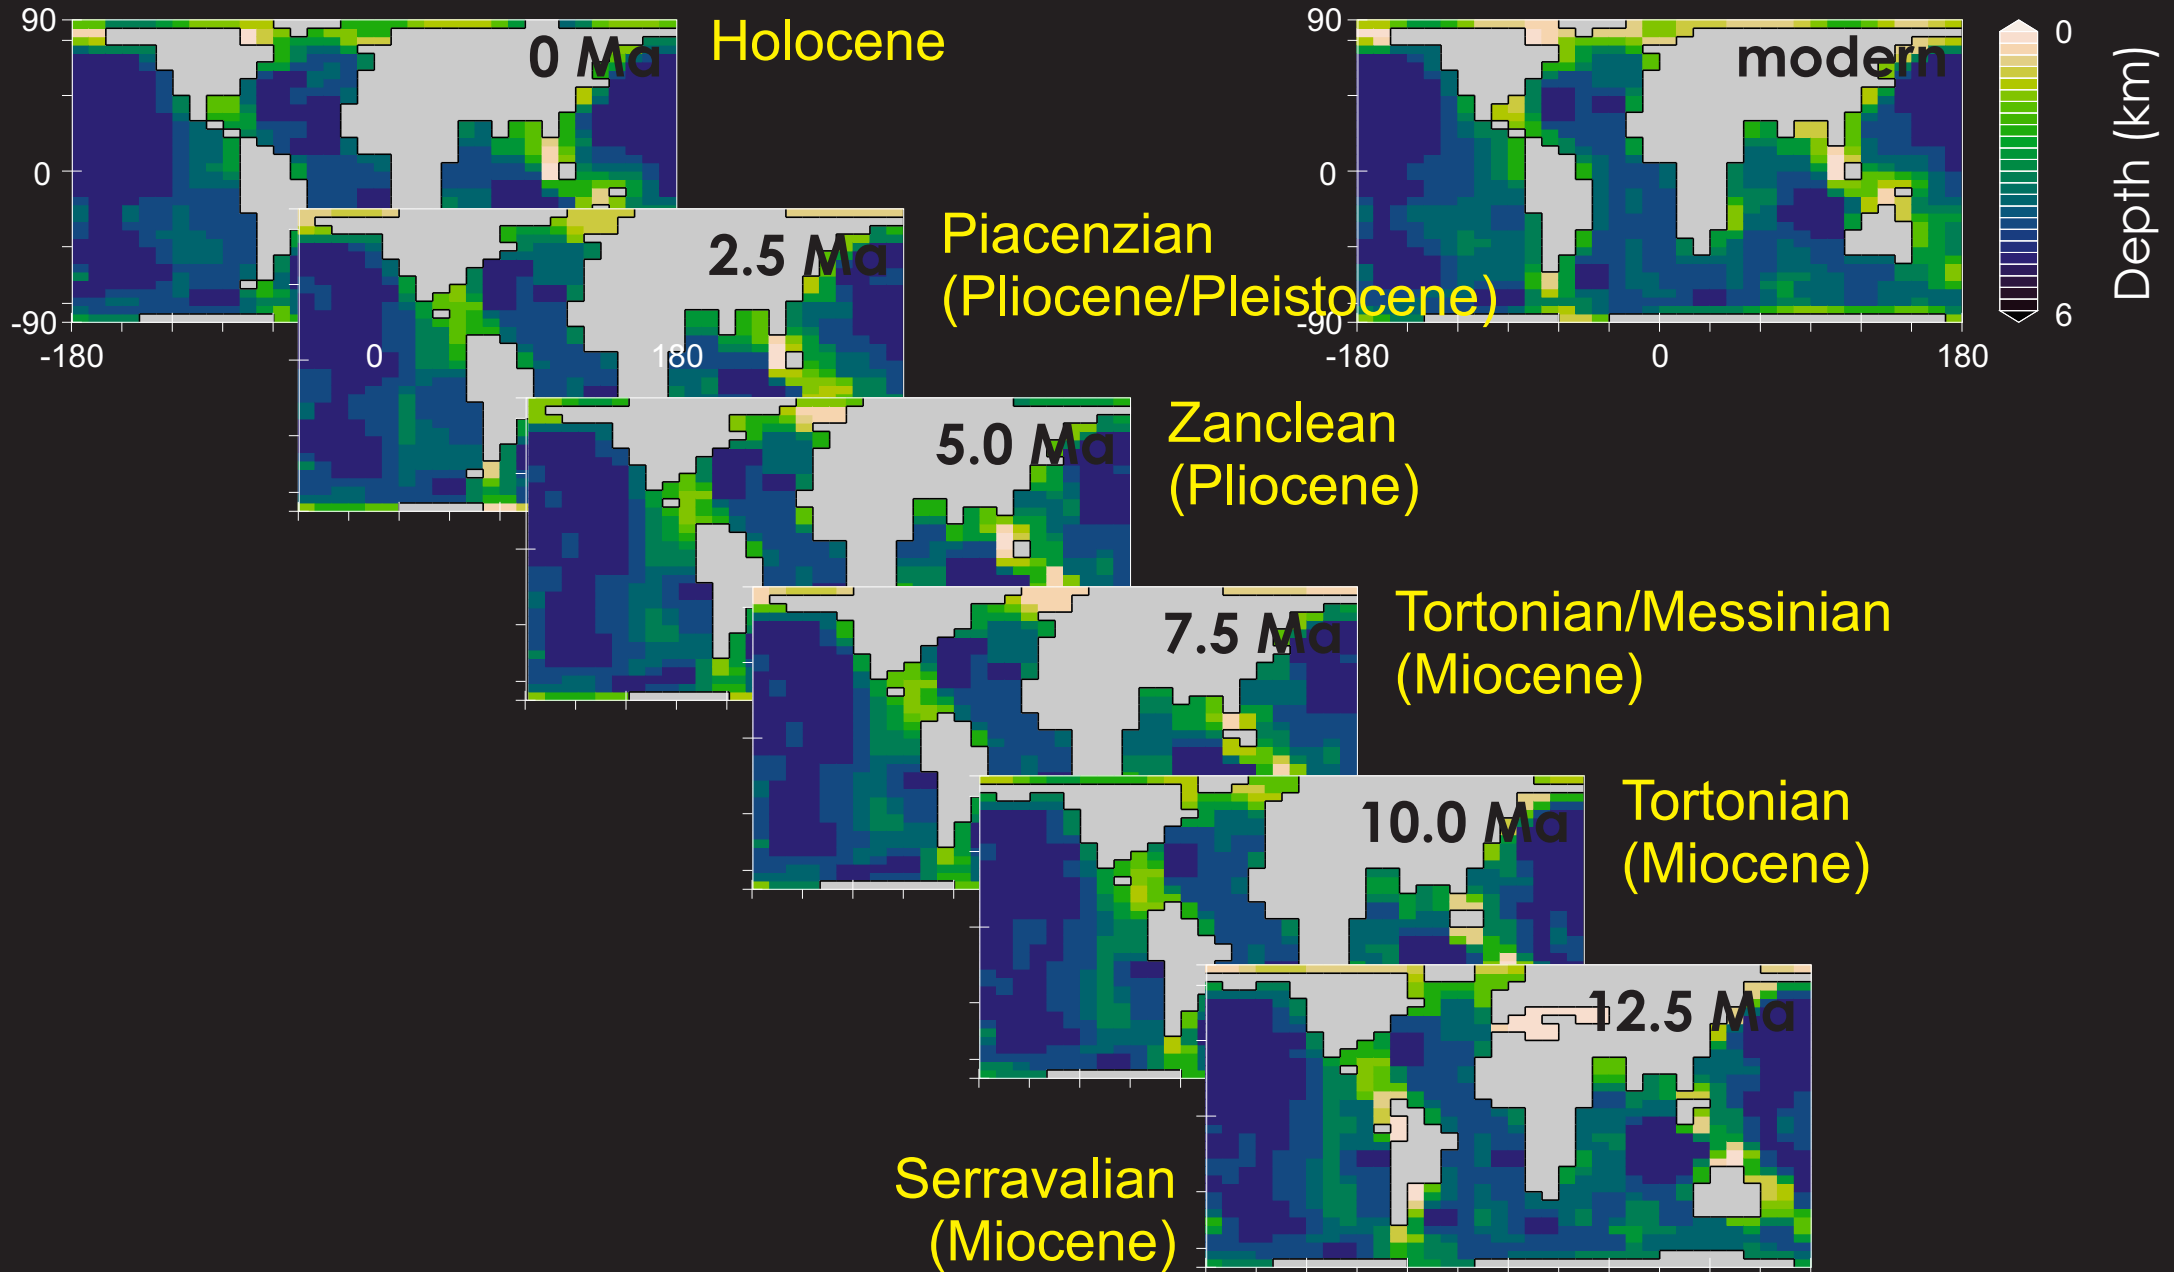 90
0
-90
-180
0
180
0 Ma
Holocene
90
0
-90
-180
0
180
modern
0
6
Depth (km)
2.5 Ma
Piacenzian
(Pliocene/Pleistocene)
5.0 Ma
Zanclean
(Pliocene)
7.5 Ma
Tortonian/Messinian
(Miocene)
10.0 Ma
Tortonian
(Miocene)
12.5 Ma
Serravalian
(Miocene)